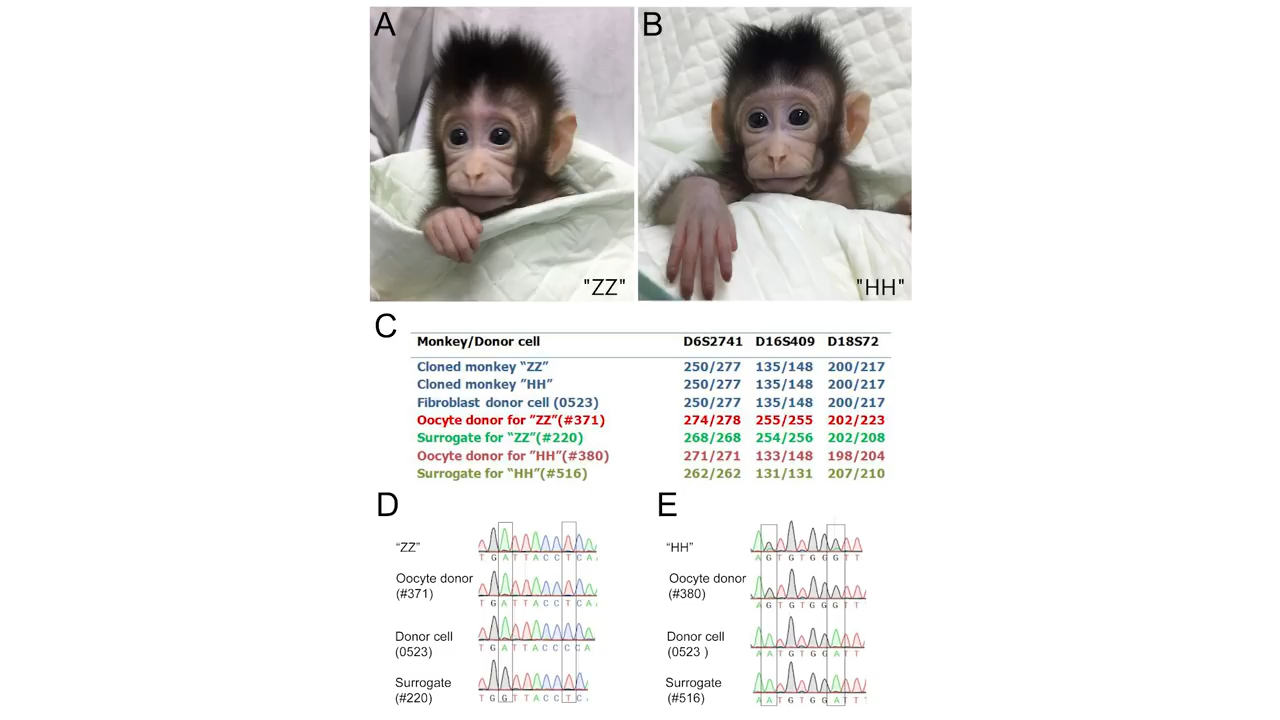 A
B
"ZZ"
"HH"
C
Monkey/Donor cell D6S2741 D16S409 D18S72
Cloned monkey “ZZ” 250/277 135/148 200/217
Cloned monkey ”HH” 250/277 135/148 200/217
Fibroblast donor cell (0523) 250/277 135/148 200/217
Oocyte donor for ”ZZ”(#371) 274/278 255/255 202/223
Surrogate for “ZZ”(#220) 268/268 254/256 202/208
Oocyte donor for ”HH”(#380) 271/271 133/148 198/204
Surrogate for “HH”(#516) 262/262 131/131 207/210
D
“ZZ”
T G A T T A C C T C A
Oocyte donor
(#371)
T G A T T A C C T C A
Donor cell
(0523)
T G A T T A C C C C A
Surrogate
(#220)
T G G T T A C C T C
E
“HH”
A G T G T G G G T T
Oocyte donor
(#380)
A G T G T G G G T T
Donor cell
(0523 )
A A T G T G G A T T
Surrogate
(#516)
A A T G T G G A T T